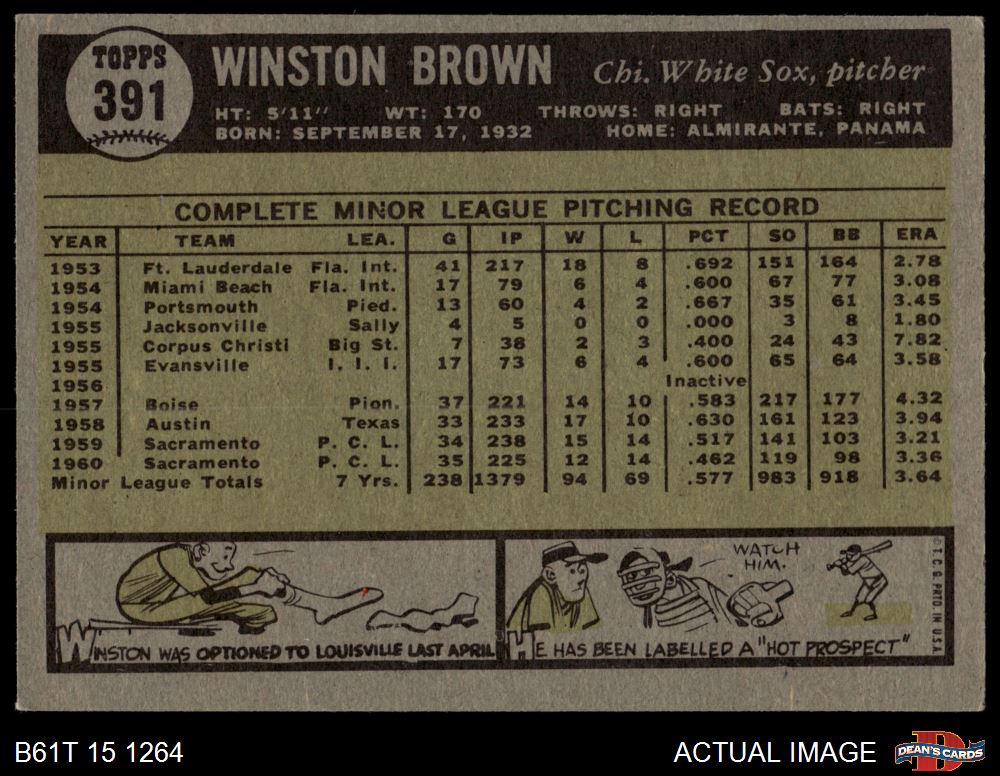 TOPPS
391
WINSTON BROWN
Chi. White Sox, pitcher
HT: 5'11" WT: 170 THROWS: RIGHT BATS: RIGHT
BORN: SEPTEMBER 17, 1932 HOME: ALMIRANTE, PANAMA
COMPLETE MINOR LEAGUE PITCHING RECORD
YEAR TEAM LEA. G IP W L PCT SO BB ERA
1953 Ft. Lauderdale Fla. Int. 41 217 18 8 .692 151 164 2.78
1954 Miami Beach Fla. Int. 17 79 6 4 .600 67 77 3.08
1954 Portsmouth Pied. 13 60 4 2 .667 35 61 3.45
1955 Jacksonville Sally 4 5 0 0 .000 3 8 1.80
1955 Corpus Christi Big St. 7 38 2 3 .400 24 43 7.82
1955 Evansville I. I. I. 17 73 6 4 .600 65 64 3.58
1956 Inactive
1957 Boise Pion. 37 221 14 10 .583 217 177 4.32
1958 Austin Texas 33 233 17 10 .630 161 123 3.94
1959 Sacramento P. C. L. 34 238 15 14 .517 141 103 3.21
1960 Sacramento P. C. L. 35 225 12 14 .462 119 98 3.36
Minor League Totals 7 Yrs. 238 1379 94 69 .577 983 918 3.64
WINSTON WAS OPTIONED TO LOUISVILLE LAST APRIL
WATCH
HIM.
HE HAS BEEN LABELLED A "HOT PROSPECT"
© T. C. G. PRTD. IN U.S.A.
B61T 15 1264
ACTUAL IMAGE
DEAN'S CARDS